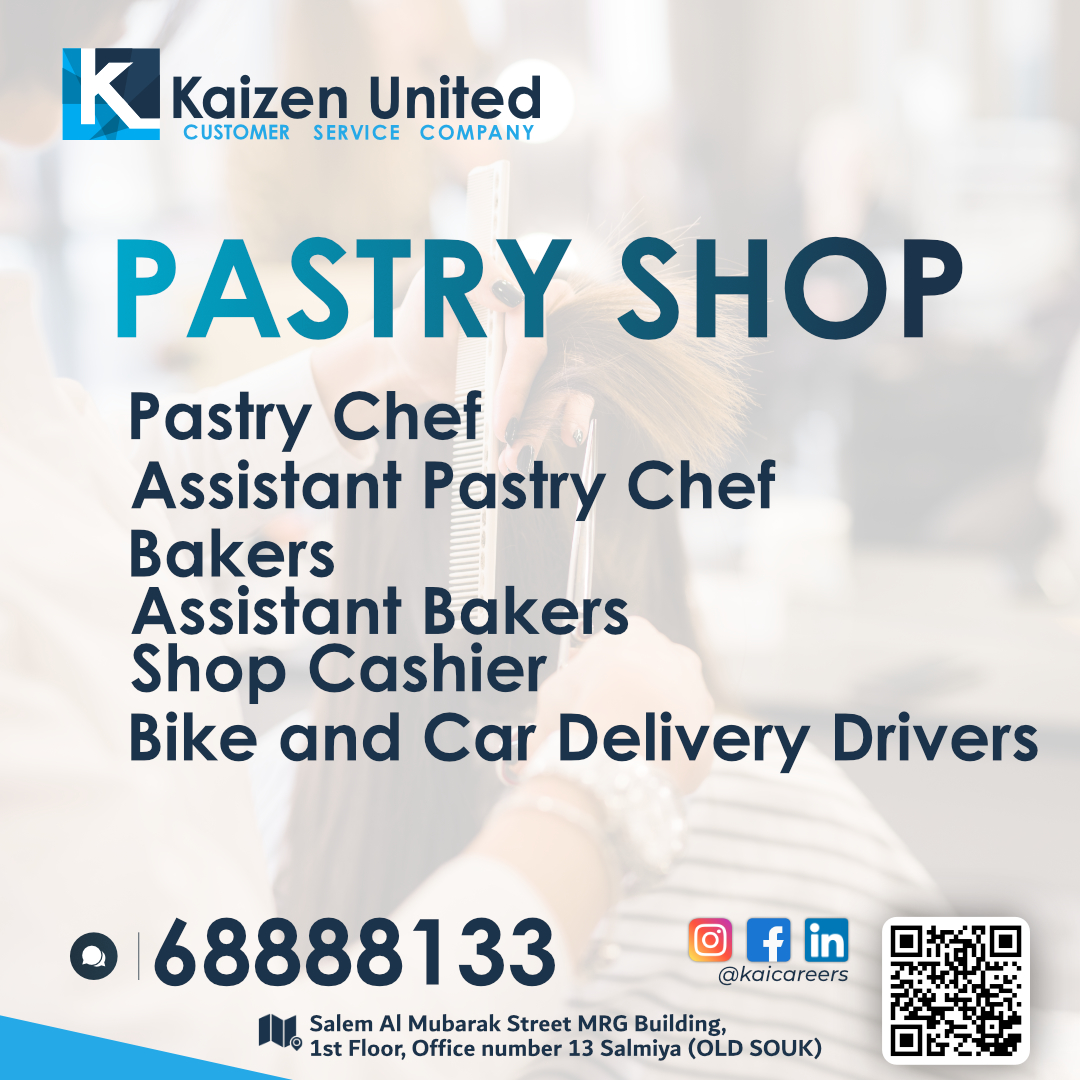 K
Kaizen United
CUSTOMER SERVICE COMPANY
PASTRY SHOP
Pastry Chef
Assistant Pastry Chef
Bakers
Assistant Bakers
Shop Cashier
Bike and Car Delivery Drivers
68888133
in
@kaicareers
Salem Al Mubarak Street MRG Building,
1st Floor, Office number 13 Salmiya (OLD SOUK)